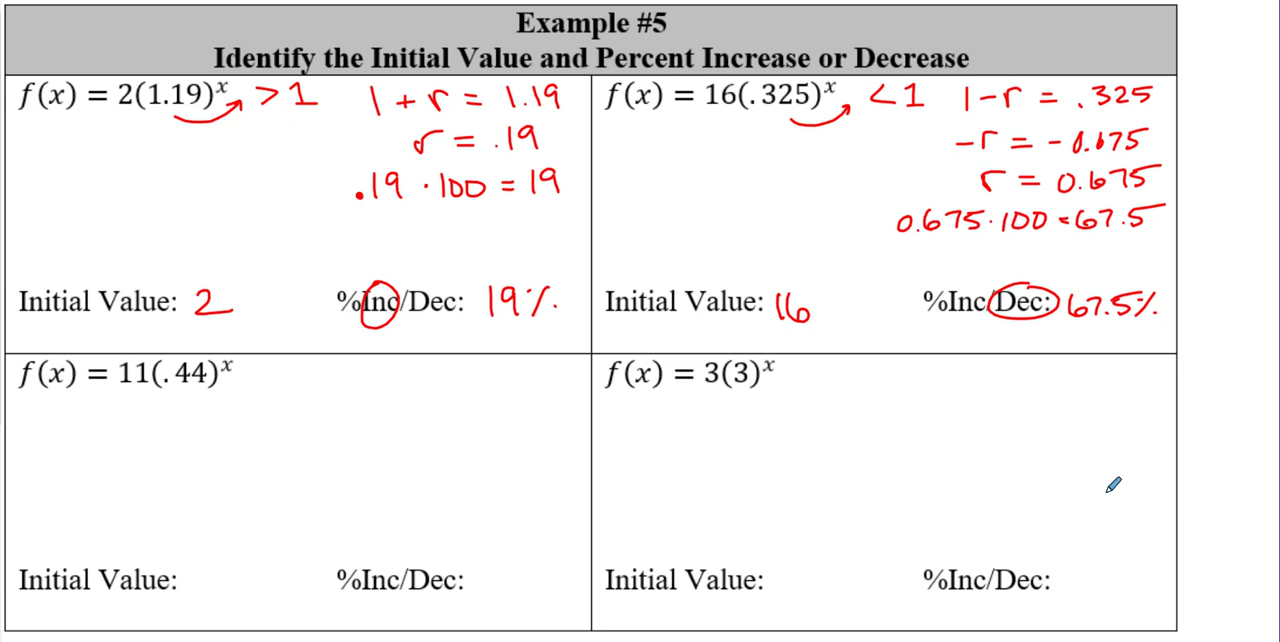 Example #5
Identify the Initial Value and Percent Increase or Decrease
f(x) = 2(1.19)^x > 1 1 + r = 1.19
r = .19
.19 · 100 = 19
Initial Value: 2 %Inc/Dec: 19%
f(x) = 16(.325)^x < 1 1 - r = .325
-r = -0.675
r = 0.675
0.675 · 100 = 67.5
Initial Value: 16 %Inc/Dec: 67.5%
f(x) = 11(.44)^x
Initial Value: %Inc/Dec:
f(x) = 3(3)^x
Initial Value: %Inc/Dec: